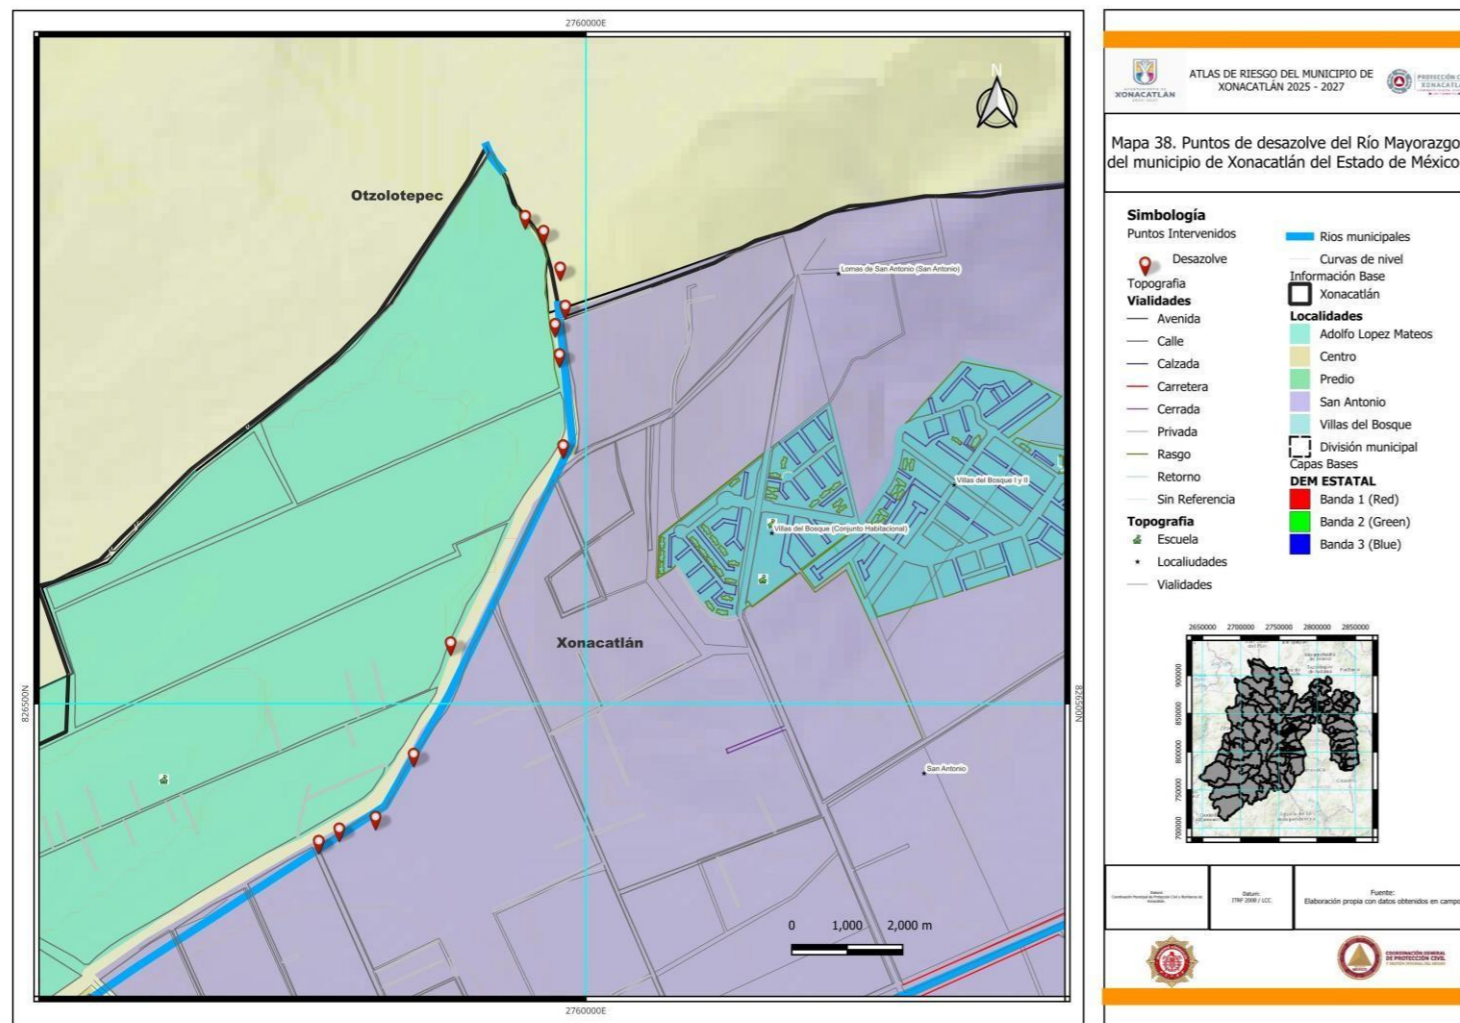 2760000E
N
Otzolotepec
Lomas de San Antonio (San Antonio)
Villas del Bosque I y II
Villas del Bosque (Conjunto Habitacional)
Xonacatlán
826500N
826500N
San Antonio
0 1,000 2,000 m
2760000E
XONACATLÁN
ATLAS DE RIESGO DEL MUNICIPIO DE
XONACATLÁN 2025 - 2027
Mapa 38. Puntos de desazolve del Río Mayorazgo
del municipio de Xonacatlán del Estado de México
Simbología
Puntos Intervenidos
Desazolve
Topografia
Vialidades
Avenida
Calle
Calzada
Carretera
Cerrada
Privada
Rasgo
Retorno
Sin Referencia
Topografia
Escuela
Localiudades
Vialidades
Rios municipales
Curvas de nivel
Información Base
Xonacatlán
Localidades
Adolfo Lopez Mateos
Centro
Predio
San Antonio
Villas del Bosque
División municipal
Capas Bases
DEM ESTATAL
Banda 1 (Red)
Banda 2 (Green)
Banda 3 (Blue)
2650000 2700000 2750000 2800000 2850000
900000
850000
800000
750000
700000
Datum:
ITRF 2008 / LCC
Fuente:
Elaboración propia con datos obtenidos en campo
COORDINACIÓN GENERAL
DE PROTECCIÓN CIVIL